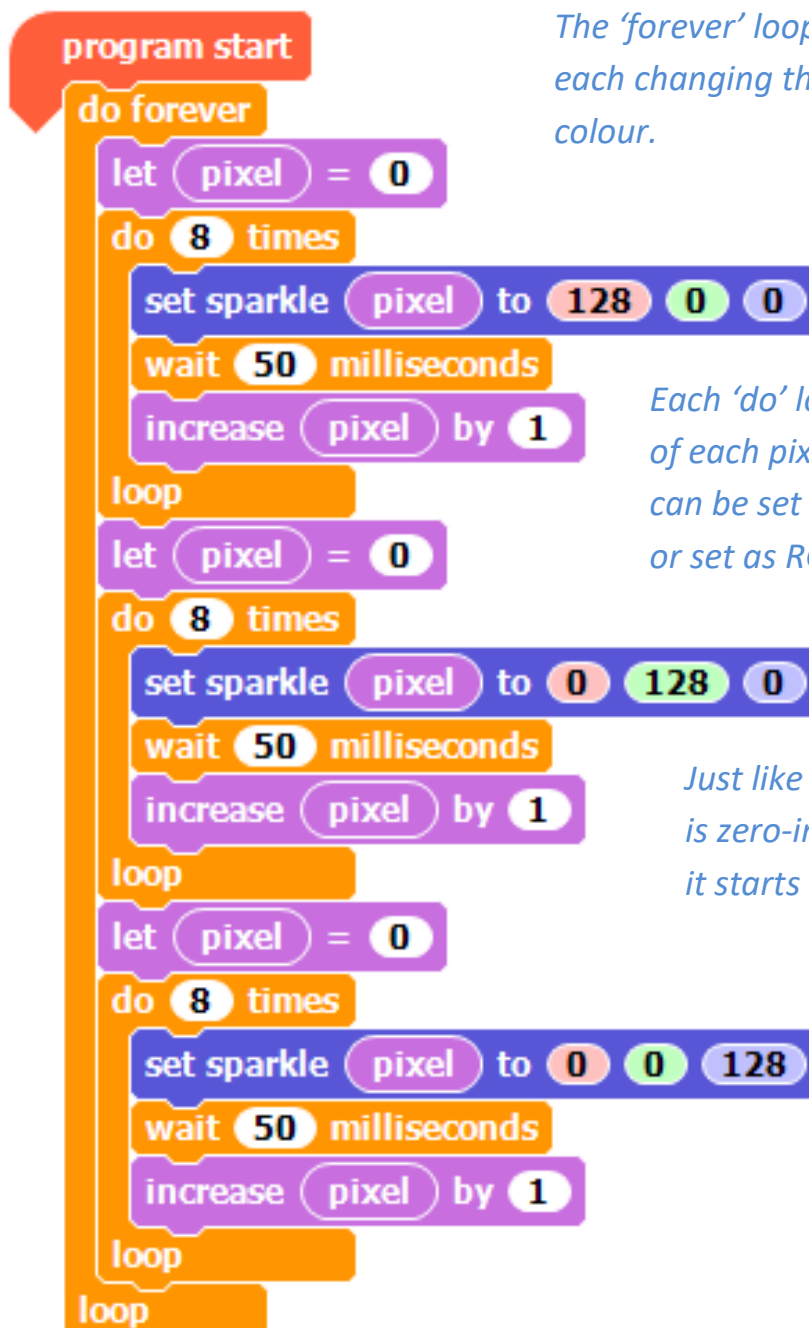 program start
The ‘forever’ loop
each changing th
colour.
do forever
let pixel = 0
do 8 times
set sparkle pixel to 128 0 0
wait 50 milliseconds
increase pixel by 1
loop
Each ‘do’
of each pix
can be set
or set as
let pixel = 0
do 8 times
set sparkle pixel to 0 128 0
wait 50 milliseconds
increase pixel by 1
loop
Just like
is zero-in
it starts
let pixel = 0
do 8 times
set sparkle pixel to 0 0 128
wait 50 milliseconds
increase pixel by 1
loop
loop